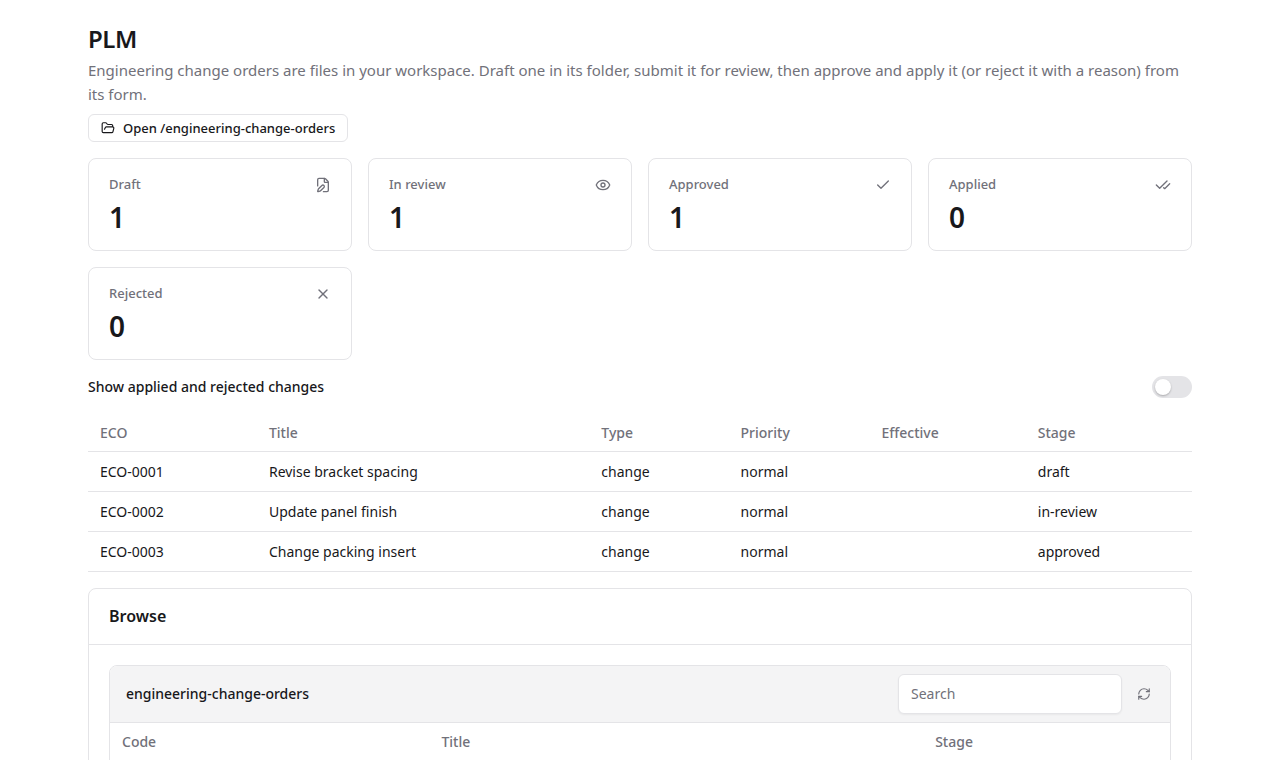 PLM
Engineering change orders are files in your workspace. Draft one in its folder, submit it for review, then approve and apply it (or reject it with a reason) from
its form.
Open /engineering-change-orders
Draft
1
In review
1
Approved
1
Applied
0
Rejected
0
Show applied and rejected changes
ECO Title Type Priority Effective Stage
ECO-0001 Revise bracket spacing change normal draft
ECO-0002 Update panel finish change normal in-review
ECO-0003 Change packing insert change normal approved
Browse
engineering-change-orders Search
Code Title Stage